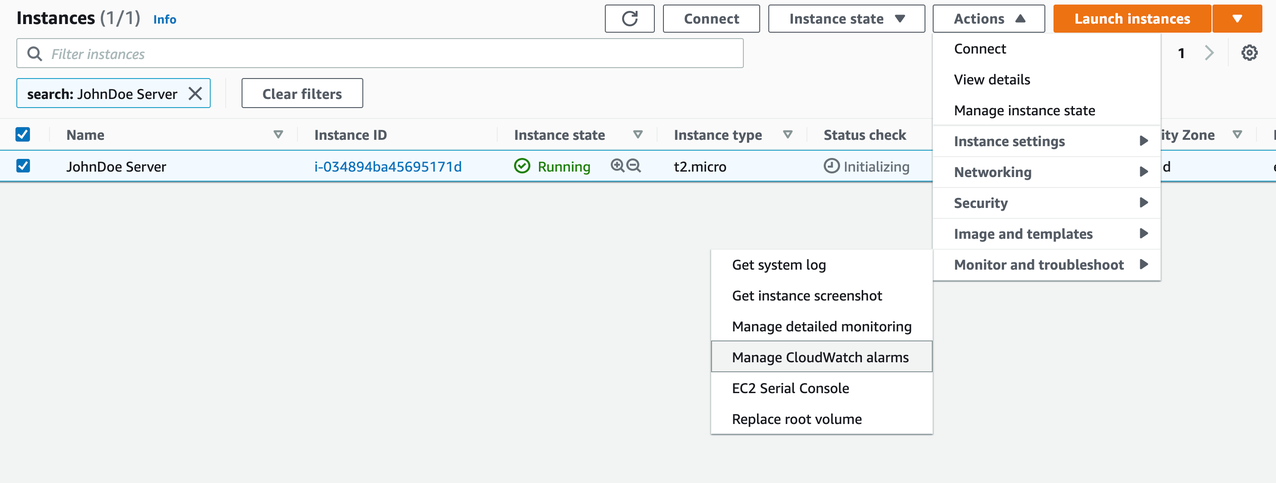 Instances (1/1) Info
Connect
Instance state
Actions
Launch instances
Filter instances
1
search: JohnDoe Server
Clear filters
Connect
View details
Manage instance state
Instance settings
Networking
Security
Image and templates
Monitor and troubleshoot
Name
Instance ID
Instance state
Instance type
Status check
ity Zone
JohnDoe Server
i-034894ba45695171d
Running
t2.micro
Initializing
d
Get system log
Get instance screenshot
Manage detailed monitoring
Manage CloudWatch alarms
EC2 Serial Console
Replace root volume